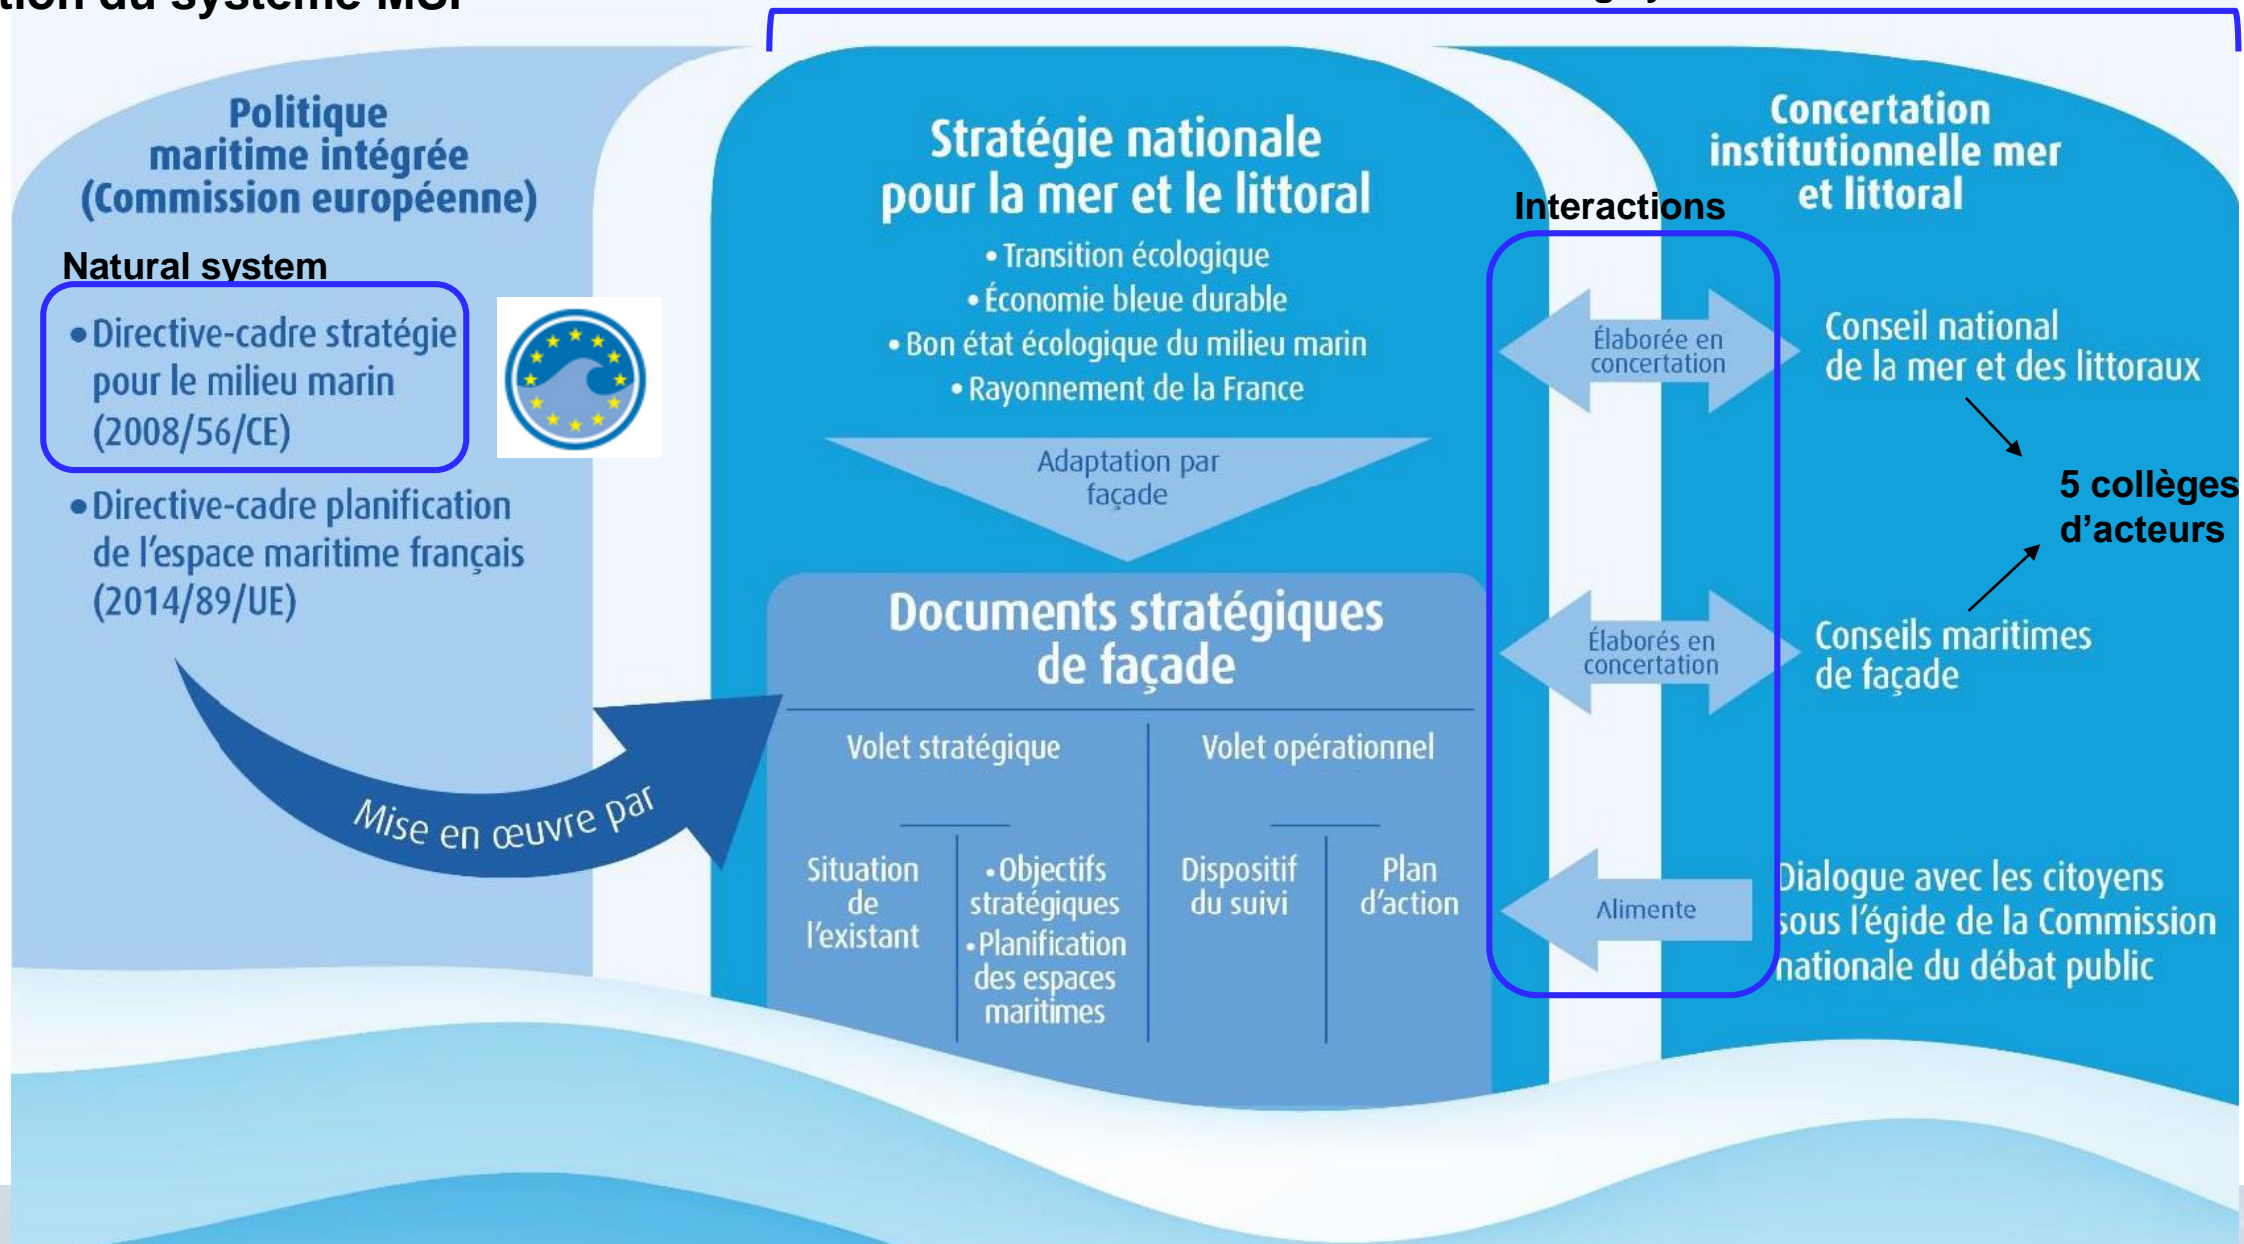 du système
Politique
maritime intégrée
(Commission européenne)
Natural system
• Directive-cadre stratégie
pour le milieu marin
(2008/56/CE)
• Directive-cadre planification
de l'espace maritime français
(2014/89/UE)
Mise en œuvre par
Stratégie nationale
pour la mer et le littoral
• Transition écologique
• Économie bleue durable
• Bon état écologique du milieu marin
• Rayonnement de la France
Adaptation par
façade
Documents stratégiques
de façade
Volet stratégique
Situation
de
l'existant
• Objectifs
stratégiques
• Planification
des espaces
maritimes
Volet opérationnel
Dispositif
du suivi
Plan
d'action
Interactions
Élaborée en
concertation
Élaborés en
concertation
Alimente
Concertation
institutionnelle mer
et littoral
Conseil national
de la mer et des littoraux
5 collèges
d’acteurs
Conseils maritimes
de façade
Dialogue avec les citoyens
sous l'égide de la Commission
nationale du débat public